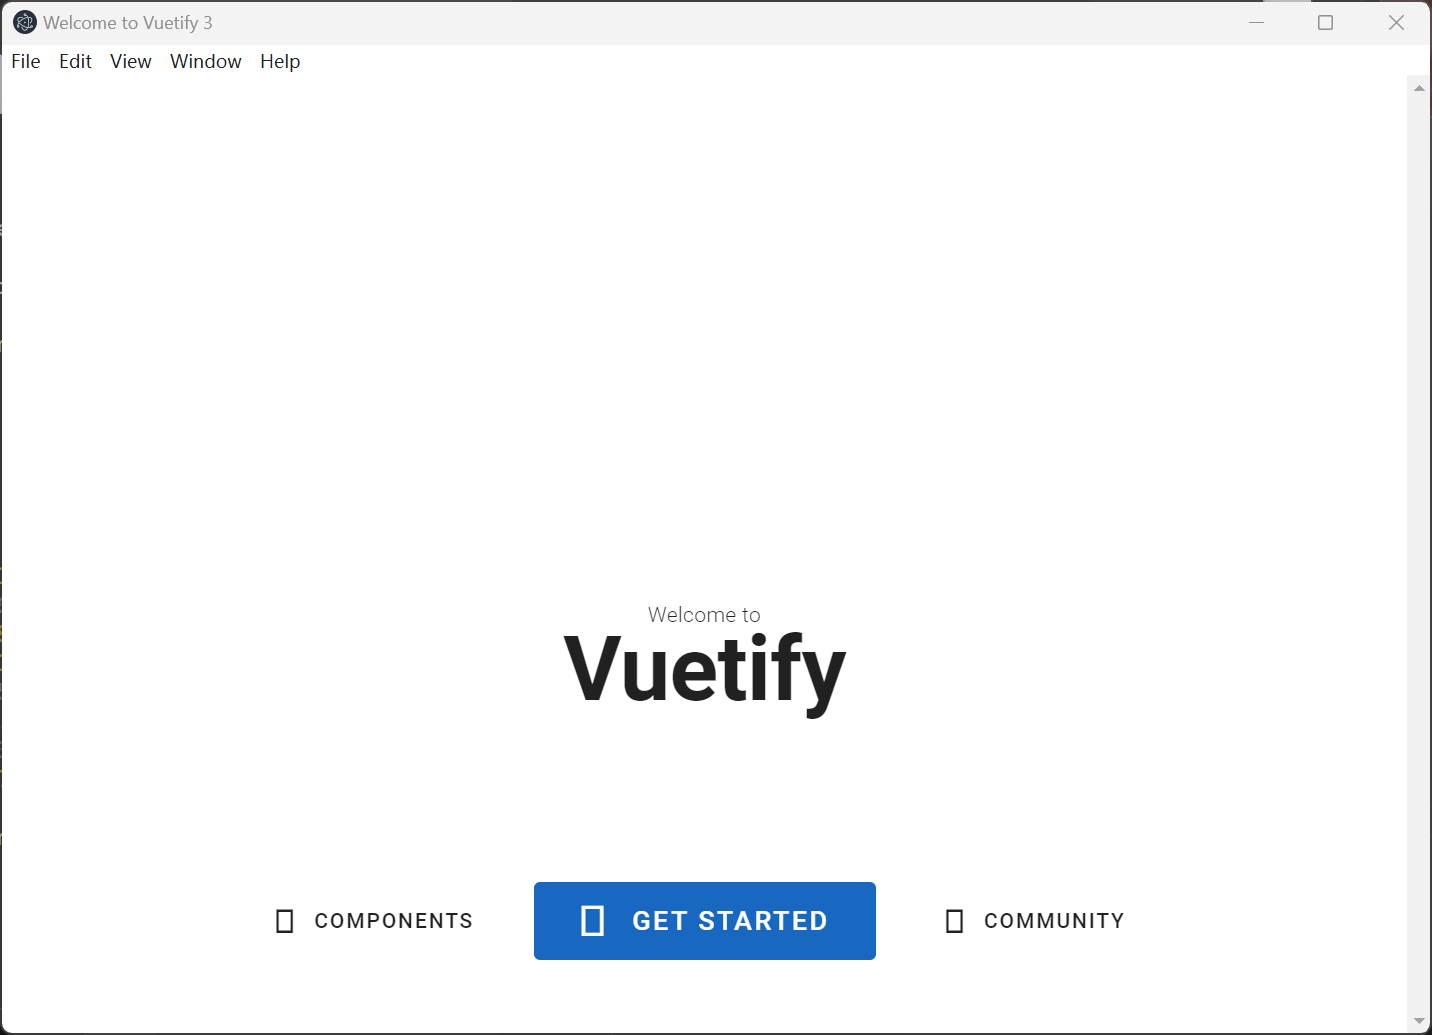 Welcome to Vuetify 3
File Edit View Window Help
Welcome to
Vuetify
COMPONENTS GET STARTED COMMUNITY